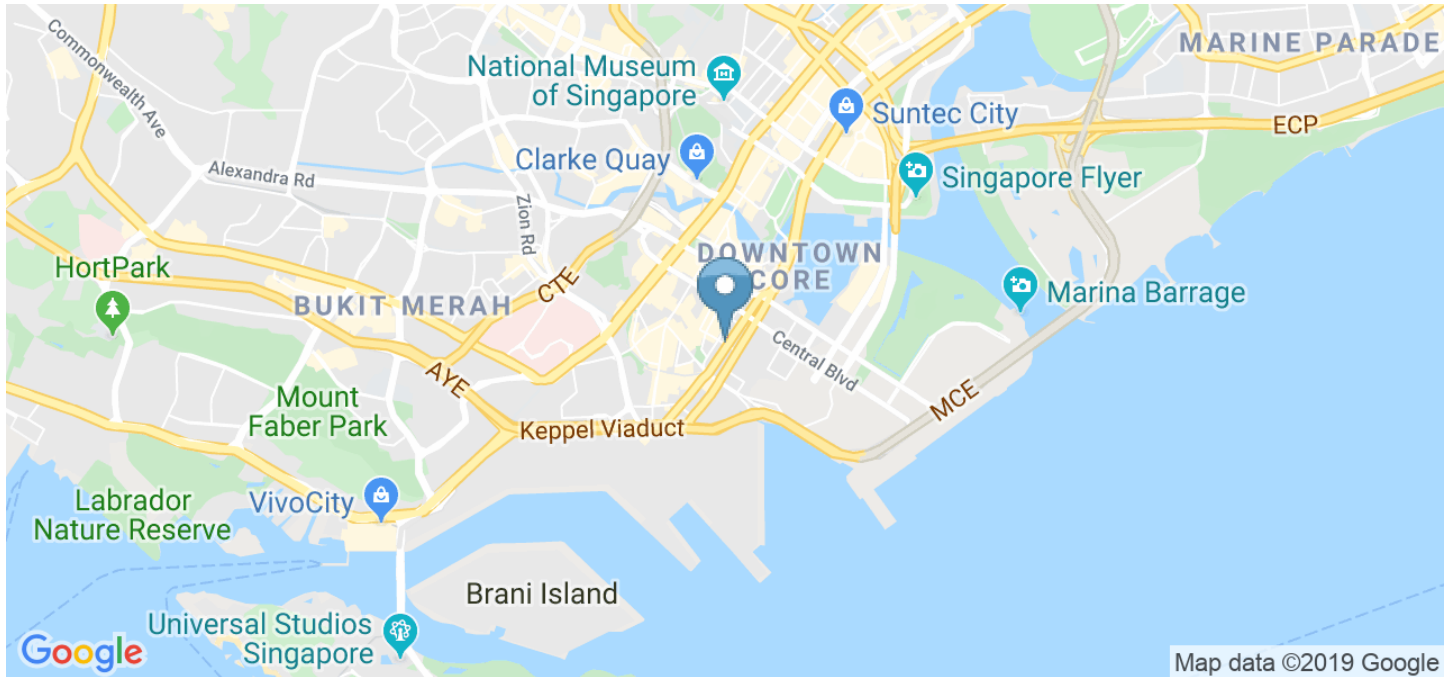 Commonwealth Ave
MARINE PARADE
National Museum
of Singapore
Suntec City
ECP
Clarke Quay
Alexandra Rd
Singapore Flyer
Zion Rd
DOWNTOWN
CORE
HortPark
CTE
BUKIT MERAH
Marina Barrage
Central Blvd
AYE
MCE
Mount
Faber Park
Keppel Viaduct
Labrador
Nature Reserve
VivoCity
Brani Island
Universal Studios
Singapore
Google
Map data ©2019 Google